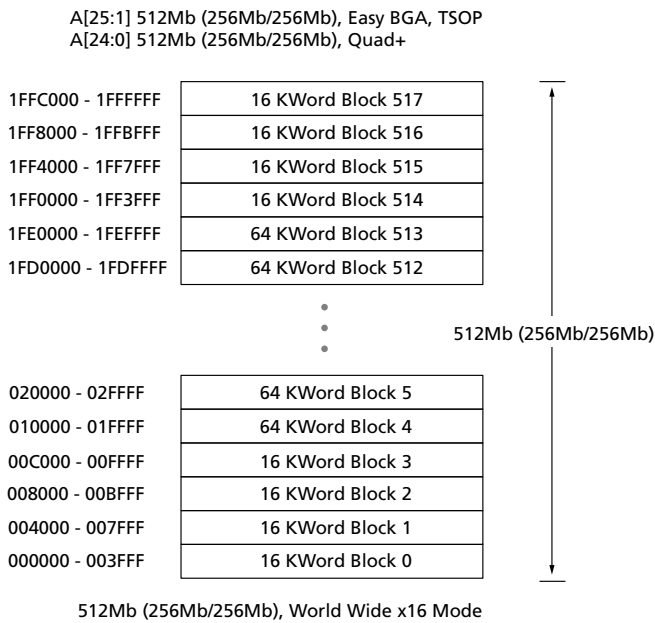 A[25:1] 512Mb (256Mb/256Mb), Easy BGA, TSOP
A[24:0] 512Mb (256Mb/256Mb), Quad+
1FFC000 - 1FFFFFF 16 KWord Block 517
1FF8000 - 1FFBFFF 16 KWord Block 516
1FF4000 - 1FF7FFF 16 KWord Block 515
1FF0000 - 1FF3FFF 16 KWord Block 514
1FE0000 - 1FEFFFF 64 KWord Block 513
1FD0000 - 1FDFFFF 64 KWord Block 512
512Mb (256Mb/256Mb)
020000 - 02FFFF 64 KWord Block 5
010000 - 01FFFF 64 KWord Block 4
00C000 - 00FFFF 16 KWord Block 3
008000 - 00BFFF 16 KWord Block 2
004000 - 007FFF 16 KWord Block 1
000000 - 003FFF 16 KWord Block 0
512Mb (256Mb/256Mb), World Wide x16 Mode